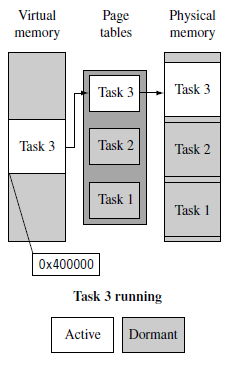 Virtual memory
Page tables
Physical memory
Task 3
Task 3
Task 3
Task 2
Task 2
Task 1
Task 1
0x400000
Task 3 running
Active
Dormant